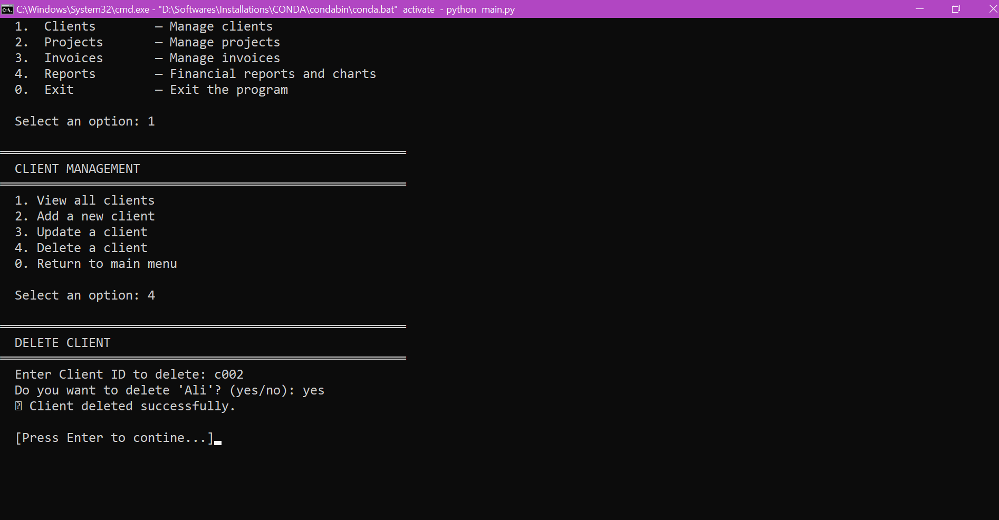 C:\Windows\System32\cmd.exe - "D:\Softwares\Installations\CONDA\condabin\conda.bat" activate - python main.py
1. Clients — Manage clients
2. Projects — Manage projects
3. Invoices — Manage invoices
4. Reports — Financial reports and charts
0. Exit — Exit the program
Select an option: 1
CLIENT MANAGEMENT
1. View all clients
2. Add a new client
3. Update a client
4. Delete a client
0. Return to main menu
Select an option: 4
DELETE CLIENT
Enter Client ID to delete: c002
Do you want to delete 'Ali'? (yes/no): yes
⍰ Client deleted successfully.
[Press Enter to contine...]